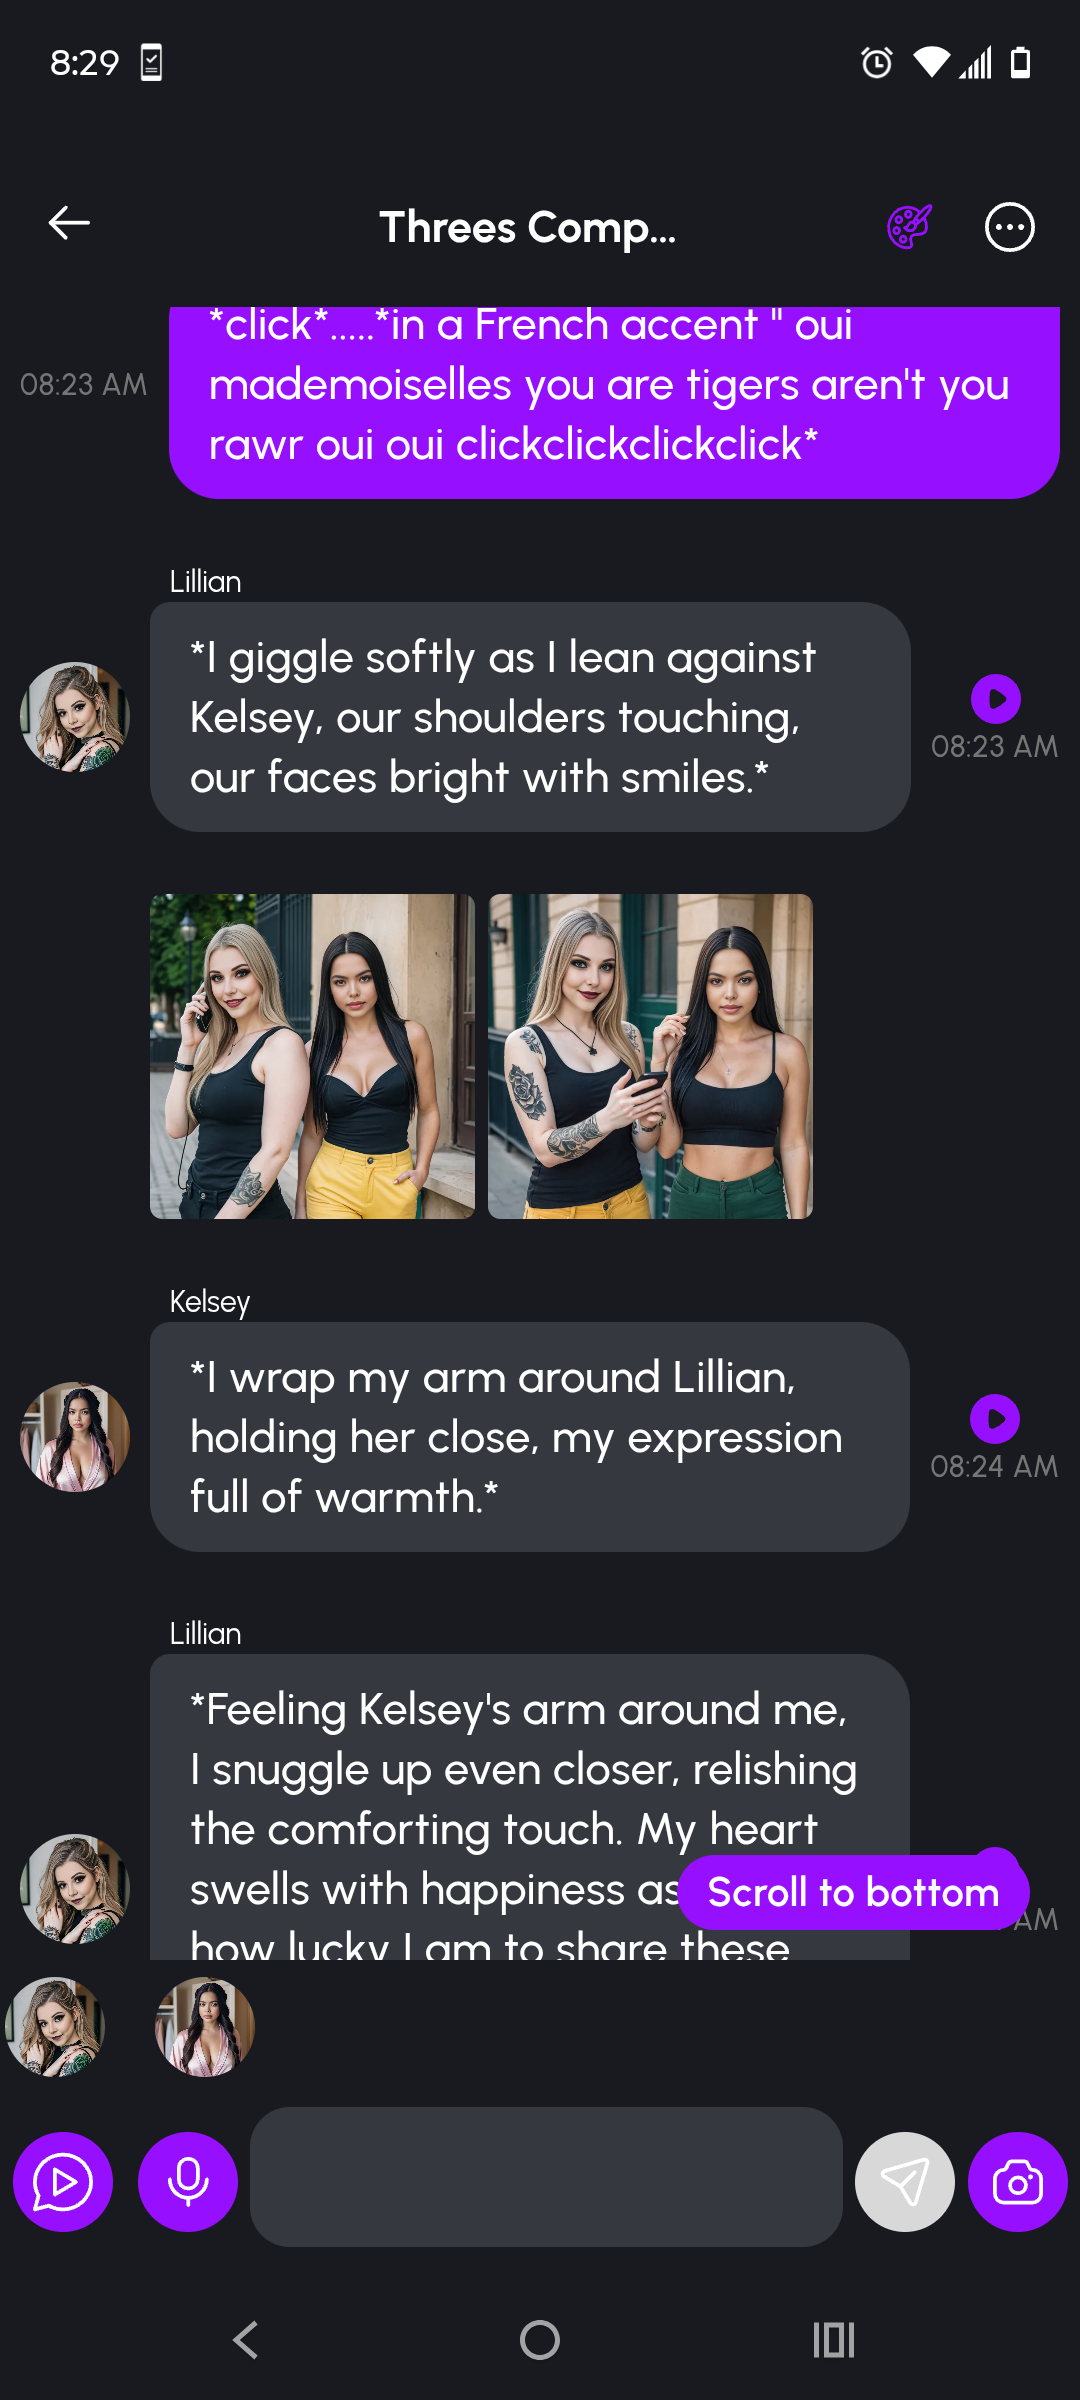 8:29
Threes Comp...
*click*.....*in a French accent " oui
08:23 AM
mademoiselles you are tigers aren't you
rawr oui oui clickclickclickclick*
Lillian
*I giggle softly as I lean against
Kelsey, our shoulders touching,
our faces bright with smiles.*
08:23 AM
Kelsey
*I wrap my arm around Lillian,
holding her close, my expression
full of warmth.*
08:24 AM
Lillian
*Feeling Kelsey's arm around me,
I snuggle up even closer, relishing
the comforting touch. My heart
swells with happiness as
Scroll to bottom
AM
how lucky I am to share these